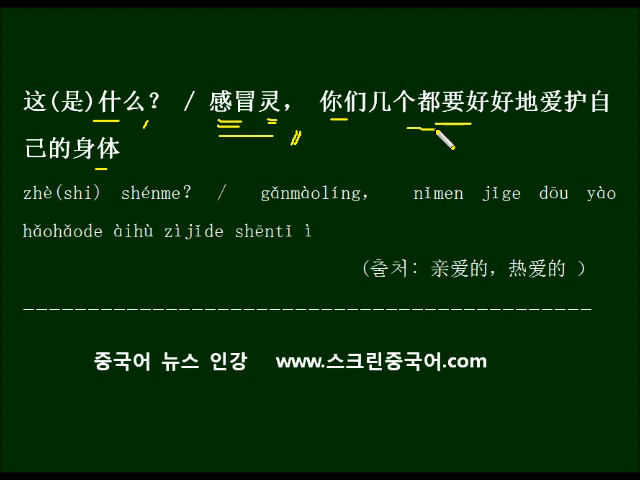 这(是)什么? / 感冒灵, 你们几个都要好好地爱护自
己的身体
zhè(shi) shénme? / gǎnmàolíng, nǐmen jǐge dōu yào
hǎohǎode àihù zìjǐde shēntǐ ì
(출처: 亲爱的, 热爱的 )
중국어 뉴스 인강 www.스크린중국어.com